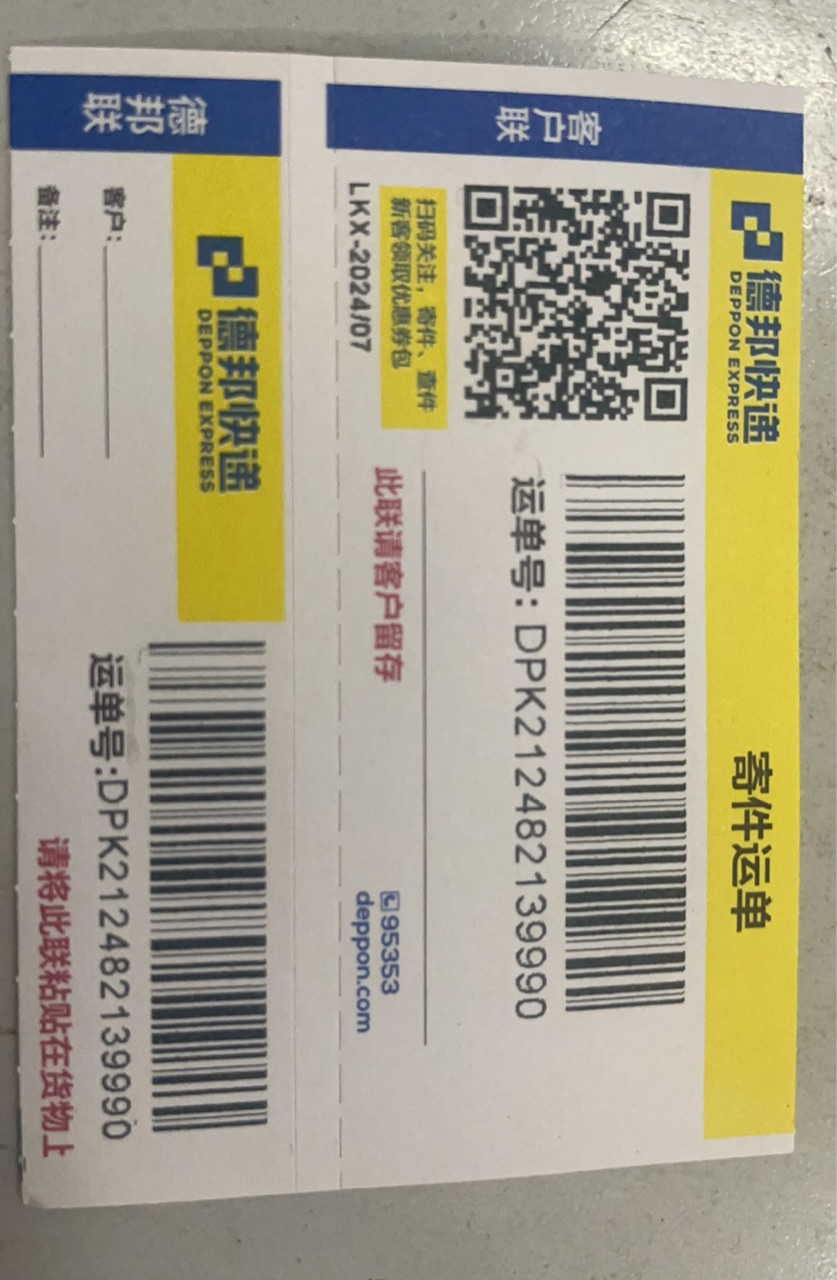 德邦快递
DEPPON EXPRESS
寄件运单
客户联
运单号: DPK212482139990
扫码关注，寄件、查件
新客领取优惠券包
LKX-2024/07
此联请客户留存
95353
deppon.com
德邦联
德邦快递
DEPPON EXPRESS
客户:
备注:
运单号:DPK212482139990
请将此联粘贴在货物上